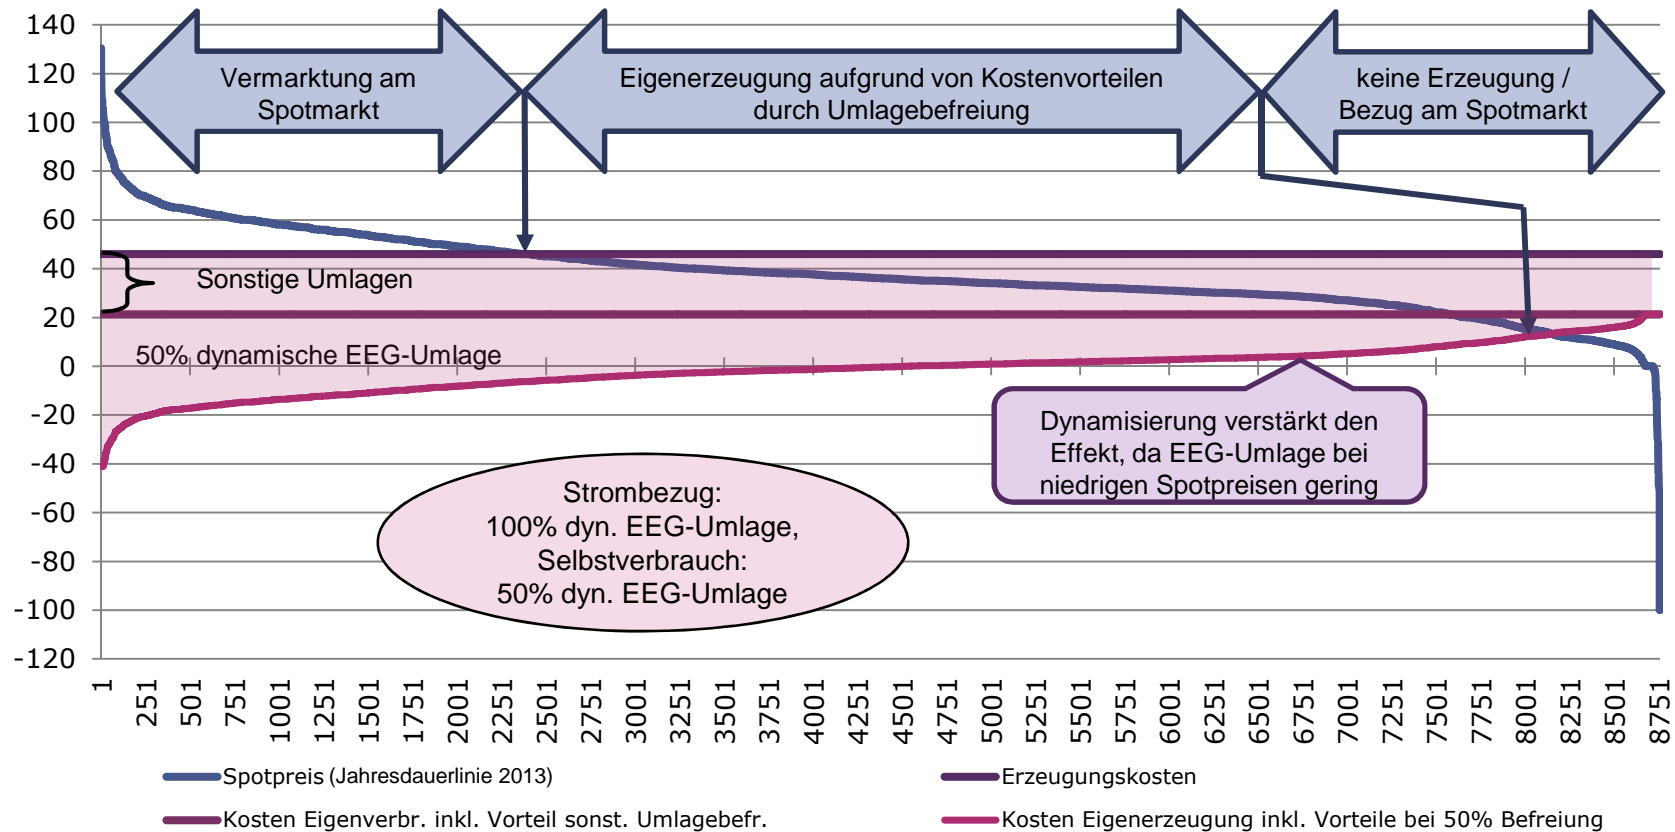 140
120
100
80
60
40
20
0
-20
-40
-60
-80
-100
-120
Vermarktung am
Spotmarkt
Eigenerzeugung aufgrund von Kostenvorteilen
durch Umlagebefreiung
keine Erzeugung /
Bezug am Spotmarkt
Sonstige Umlagen
50% dynamische EEG-Umlage
Dynamisierung verstärkt den
Effekt, da EEG-Umlage bei
niedrigen Spotpreisen gering
Strombezug:
100% dyn. EEG-Umlage,
Selbstverbrauch:
50% dyn. EEG-Umlage
1
251
501
751
1001
1251
1501
1751
2001
2251
2501
2751
3001
3251
3501
3751
4001
4251
4501
4751
5001
5251
5501
5751
6001
6251
6501
6751
7001
7251
7501
7751
8001
8251
8501
8751
Spotpreis (Jahresdauerlinie 2013)
Erzeugungskosten
Kosten Eigenverbr. inkl. Vorteil sonst. Umlagebefr.
Kosten Eigenerzeugung inkl. Vorteile bei 50% Befreiung